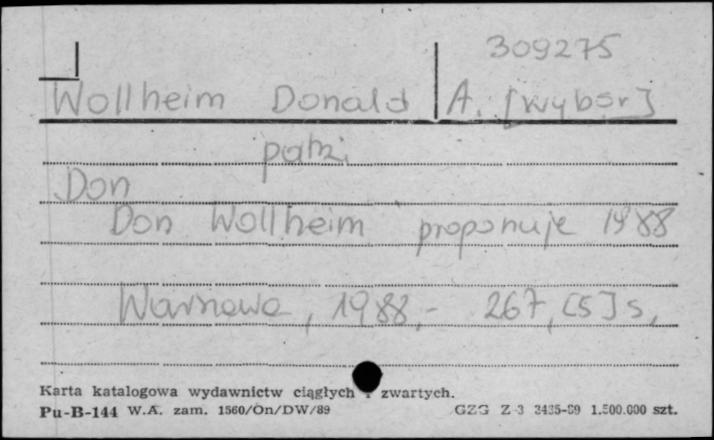 309275
Wollheim Donald A. [wybór]
patrz
Don
Don Wollheim proponuje 1988
Warszawa, 1988,- 267,[5]s,
Karta katalogowa wydawnictw ciągłych i zwartych.
Pu-B-144 W.A. zam. 1560/On/DW/89 GZG Z-3 3435-89 1.500.000 szt.